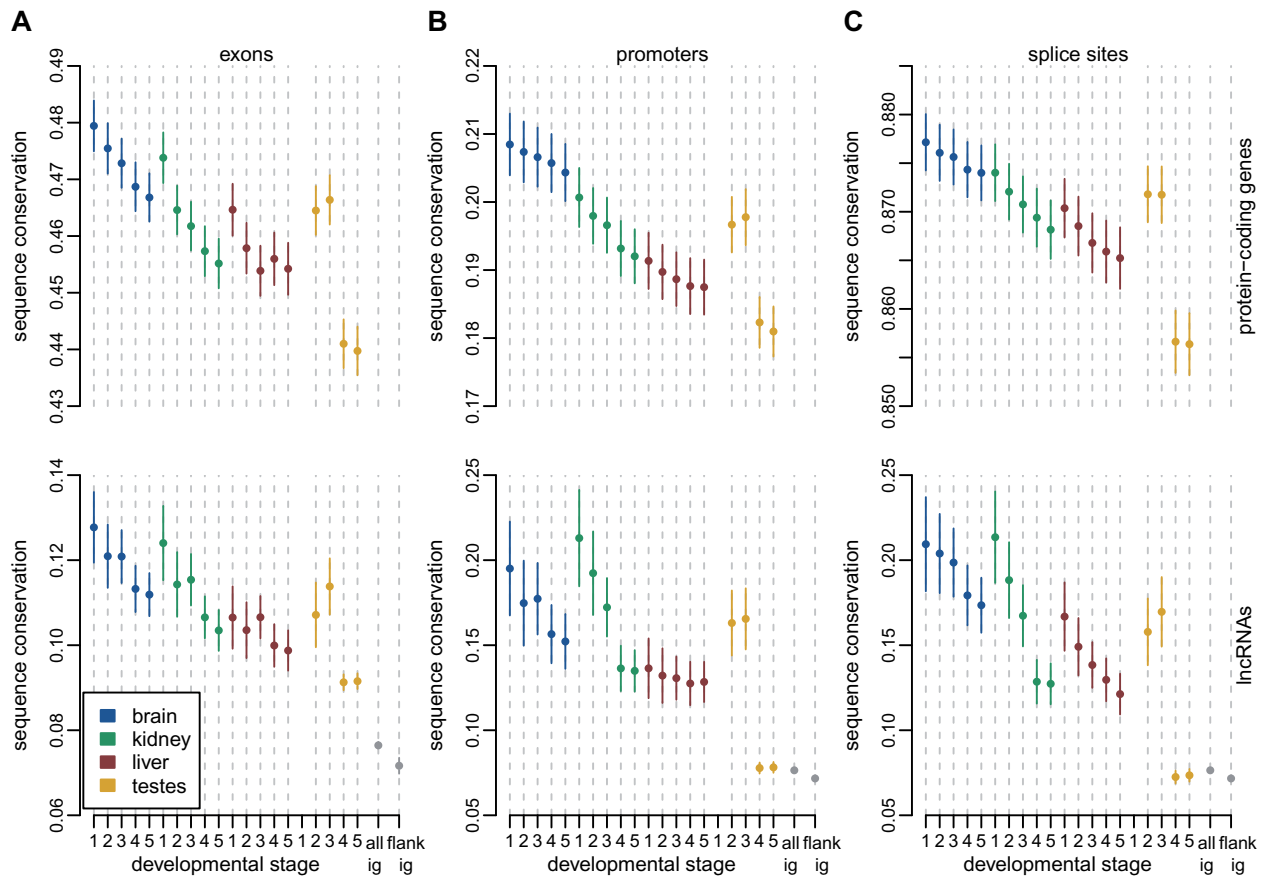 A
B
C
exons
promoters
splice sites
sequence conservation
0.43 0.44 0.45 0.46 0.47 0.48 0.49
sequence conservation
0.17 0.18 0.19 0.20 0.21 0.22
sequence conservation
0.850 0.860 0.870 0.880
protein−coding genes
sequence conservation
0.06 0.08 0.10 0.12 0.14
sequence conservation
0.05 0.10 0.15 0.20 0.25
sequence conservation
0.05 0.10 0.15 0.20 0.25
lncRNAs
brain
kidney
liver
testes
1 2 3 4 5 1 2 3 4 5 1 2 3 4 5 1 2 3 4 5 all flank
ig ig
developmental stage
1 2 3 4 5 1 2 3 4 5 1 2 3 4 5 1 2 3 4 5 all flank
ig ig
developmental stage
1 2 3 4 5 1 2 3 4 5 1 2 3 4 5 1 2 3 4 5 all flank
ig ig
developmental stage